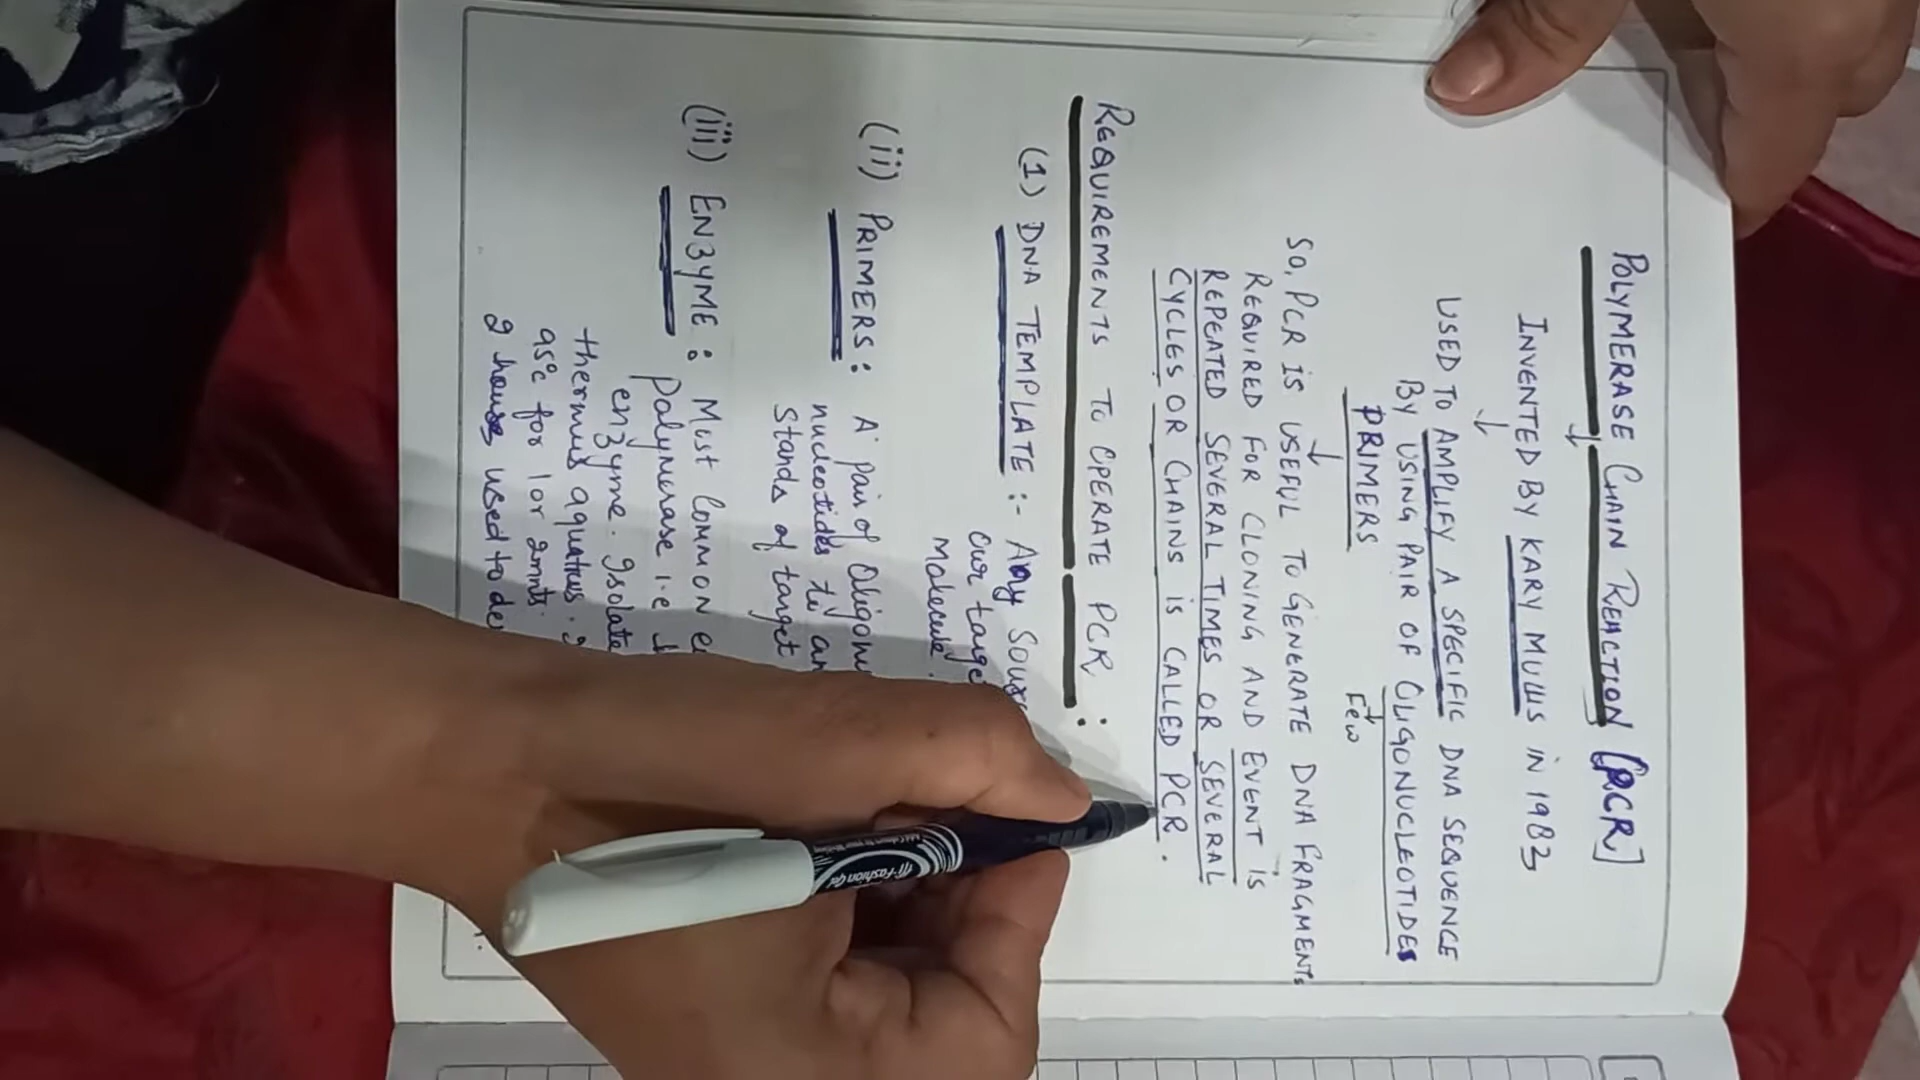 POLYMERASE CHAIN REACTION [PCR]
↓
INVENTED BY KARY MULLIS IN 1983
↓
USED TO AMPLIFY A SPECIFIC DNA SEQUENCE
BY USING PAIR OF OLIGONUCLEOTIDES
PRIMERS ↓ Few
↓
SO, PCR IS USEFUL TO GENERATE DNA FRAGMENTS
REQUIRED FOR CLONING AND EVENT IS
REPEATED SEVERAL TIMES OR SEVERAL
CYCLES OR CHAINS IS CALLED PCR.
REQUIREMENTS TO OPERATE PCR :
(1) DNA TEMPLATE :- Any
our
Molecule.
(ii) PRIMERS : A pair of
nucleotides to
Stands of target
(iii) ENZYME : Most Common
Polymerase i.e
enzyme.
thermus aquatius.
95°c for 1 or 2mnts.
2 used to